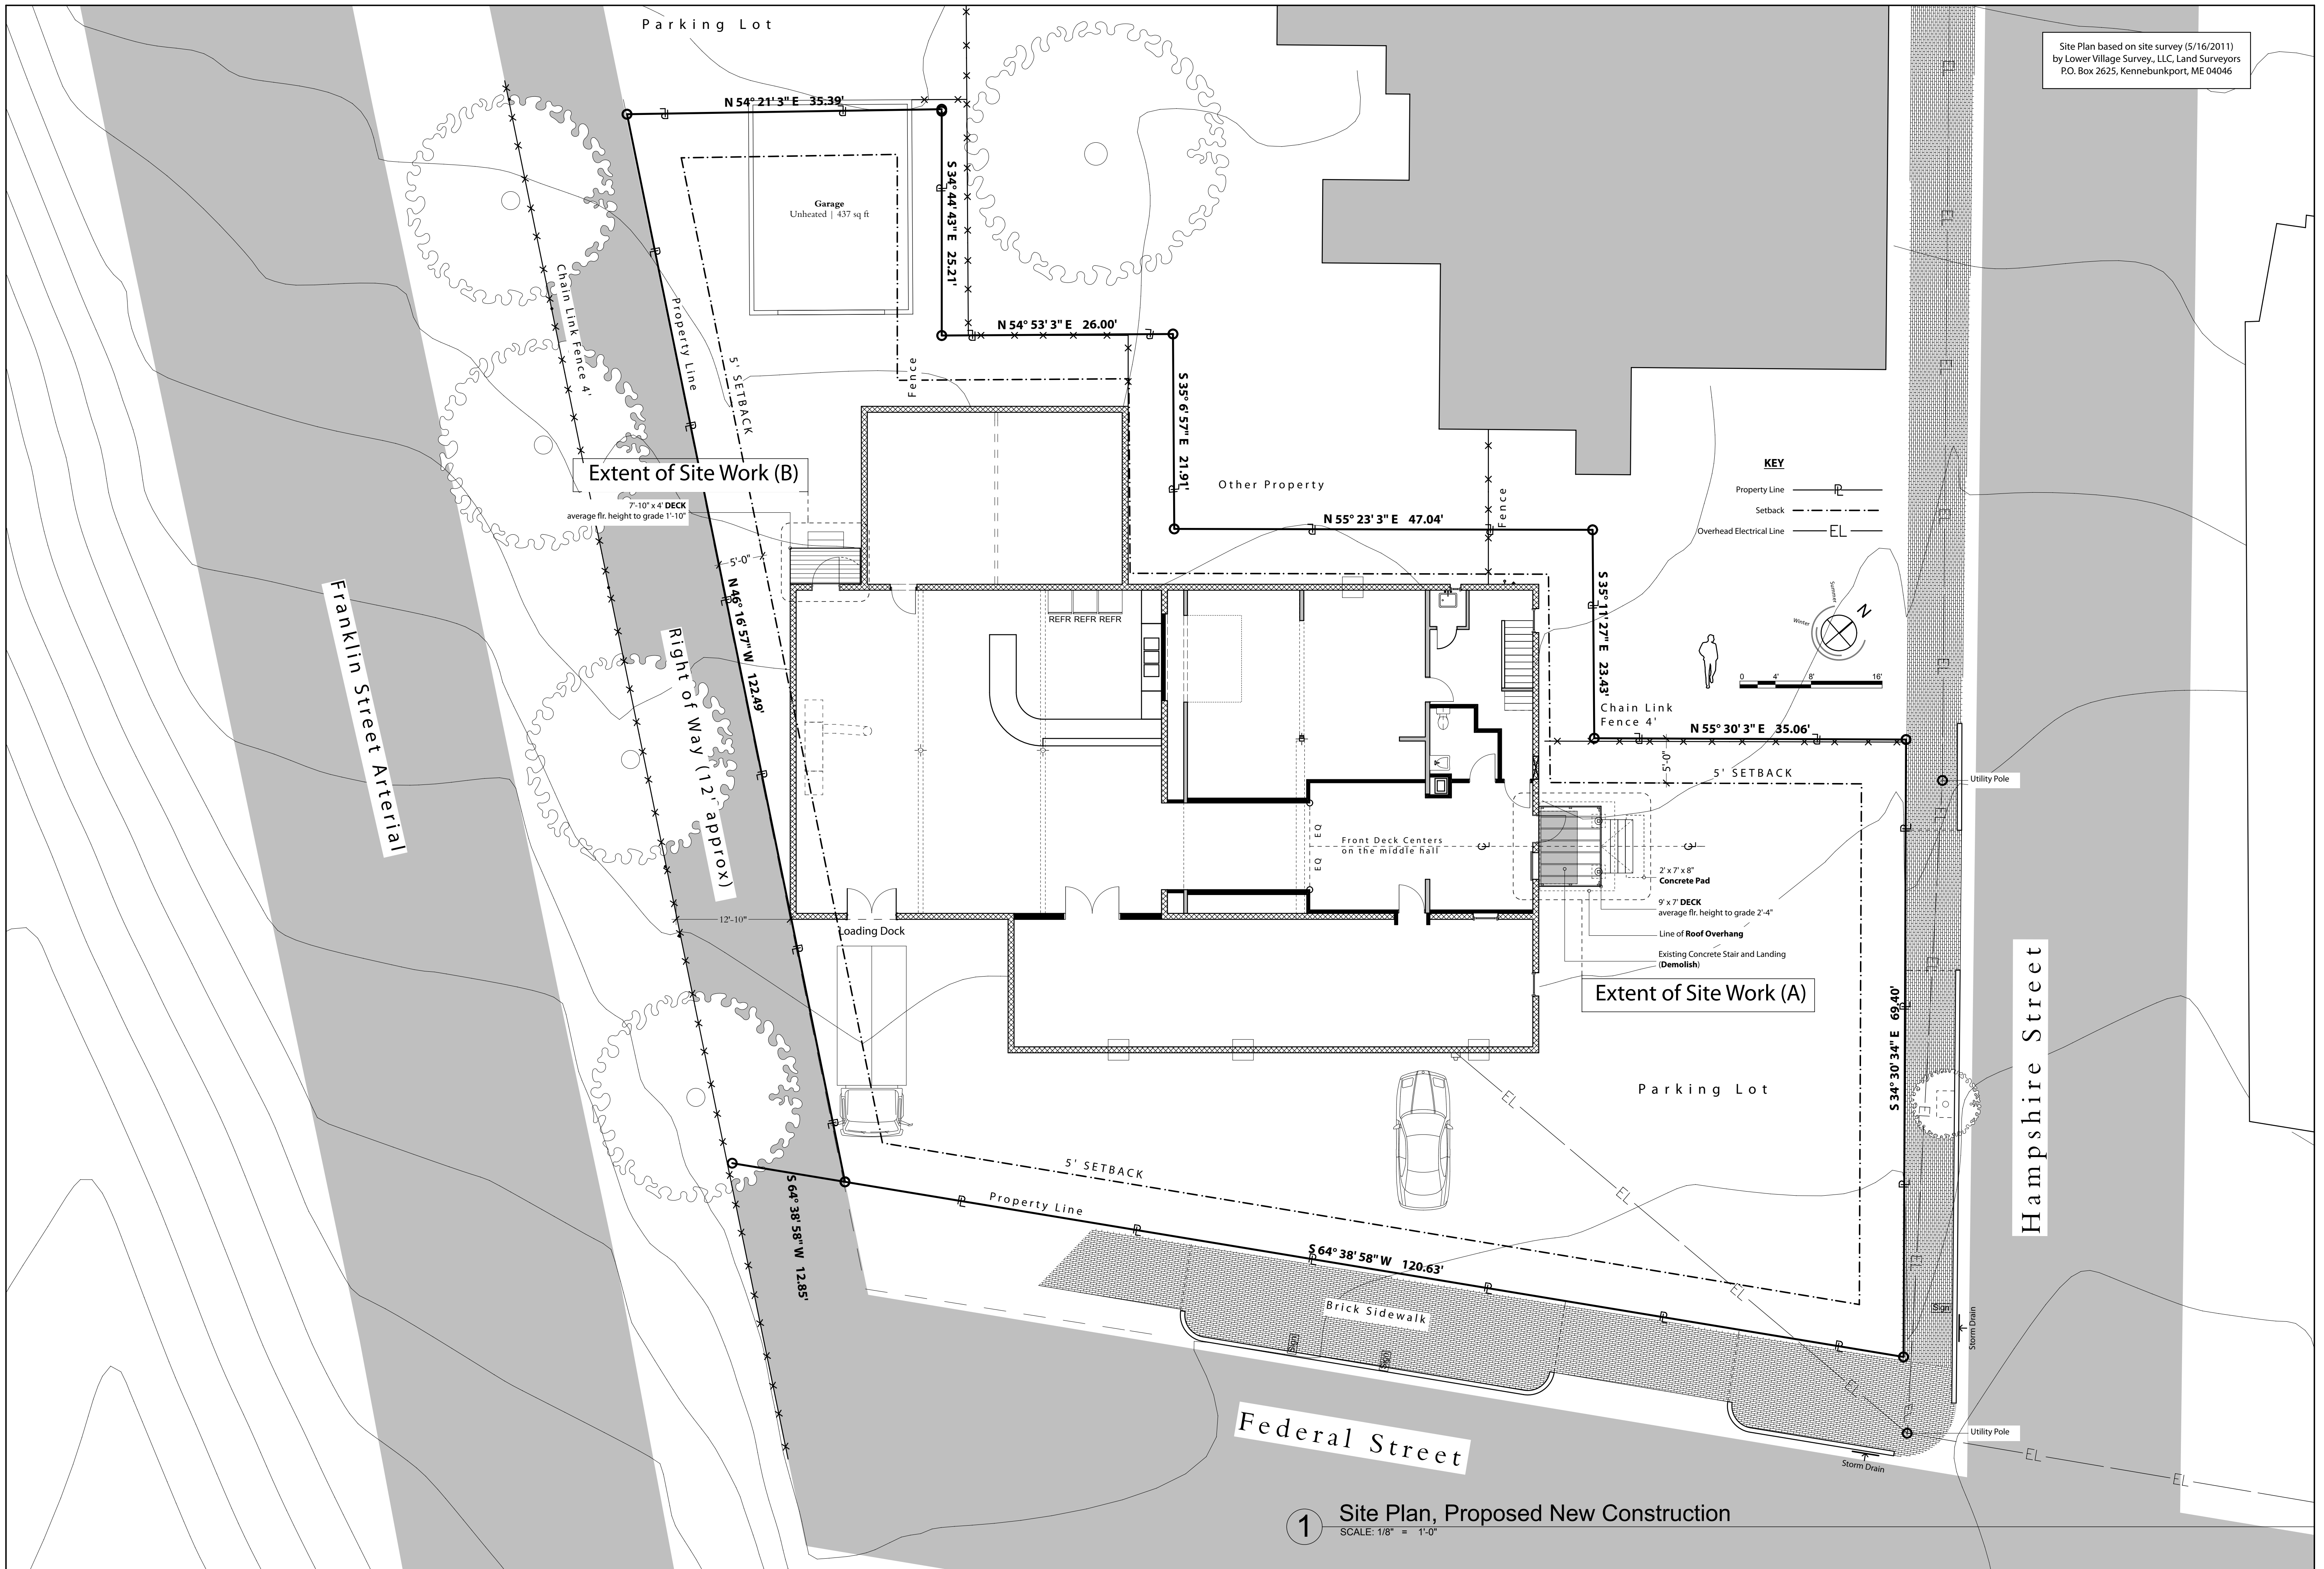 Parking Lot
Site Plan based on site survey (5/16/2011)
by Lower Village Survey., LLC, Land Surveyors
P.O. Box 2625, Kennebunkport, ME 04046
N 54° 21' 3" E 35.39'
S 34° 44' 43" E 25.21'
Garage
Unheated | 437 sq ft
Chain Link Fence 4'
Property Line
5' SETBACK
N 54° 53' 3" E 26.00'
Fence
S 35° 6' 57" E 21.91'
Other Property
Fence
KEY
Property Line
PL
Setback
Overhead Electrical Line
EL
Extent of Site Work (B)
7'-10" x 4' DECK
average flr. height to grade 1'-10"
5'-0"
N 55° 23' 3" E 47.04'
S 35° 11' 27" E 23.43'
Summer
Winter
N
0 4' 8' 16'
Franklin Street Arterial
Right of Way (12' approx)
N 46° 16' 57" W 122.49'
REFR REFR REFR
Chain Link
Fence 4'
N 55° 30' 3" E 35.06'
5'-0"
5' SETBACK
Utility Pole
EQ
EQ
Front Deck Centers
on the middle hall
2' x 7' x 8"
Concrete Pad
9' x 7' DECK
average flr. height to grade 2'-4"
Line of Roof Overhang
Existing Concrete Stair and Landing
(Demolish)
Extent of Site Work (A)
12'-10"
Loading Dock
S 34° 30' 34" E 69.40'
Hampshire Street
Parking Lot
5' SETBACK
Property Line
S 64° 38' 58" W 12.85'
S 64° 38' 58" W 120.63'
Brick Sidewalk
Sign
Sign
Sign
Storm Drain
EL
EL
EL
EL
Utility Pole
EL
EL
Storm Drain
Federal Street
1
Site Plan, Proposed New Construction
SCALE: 1/8" = 1'-0"